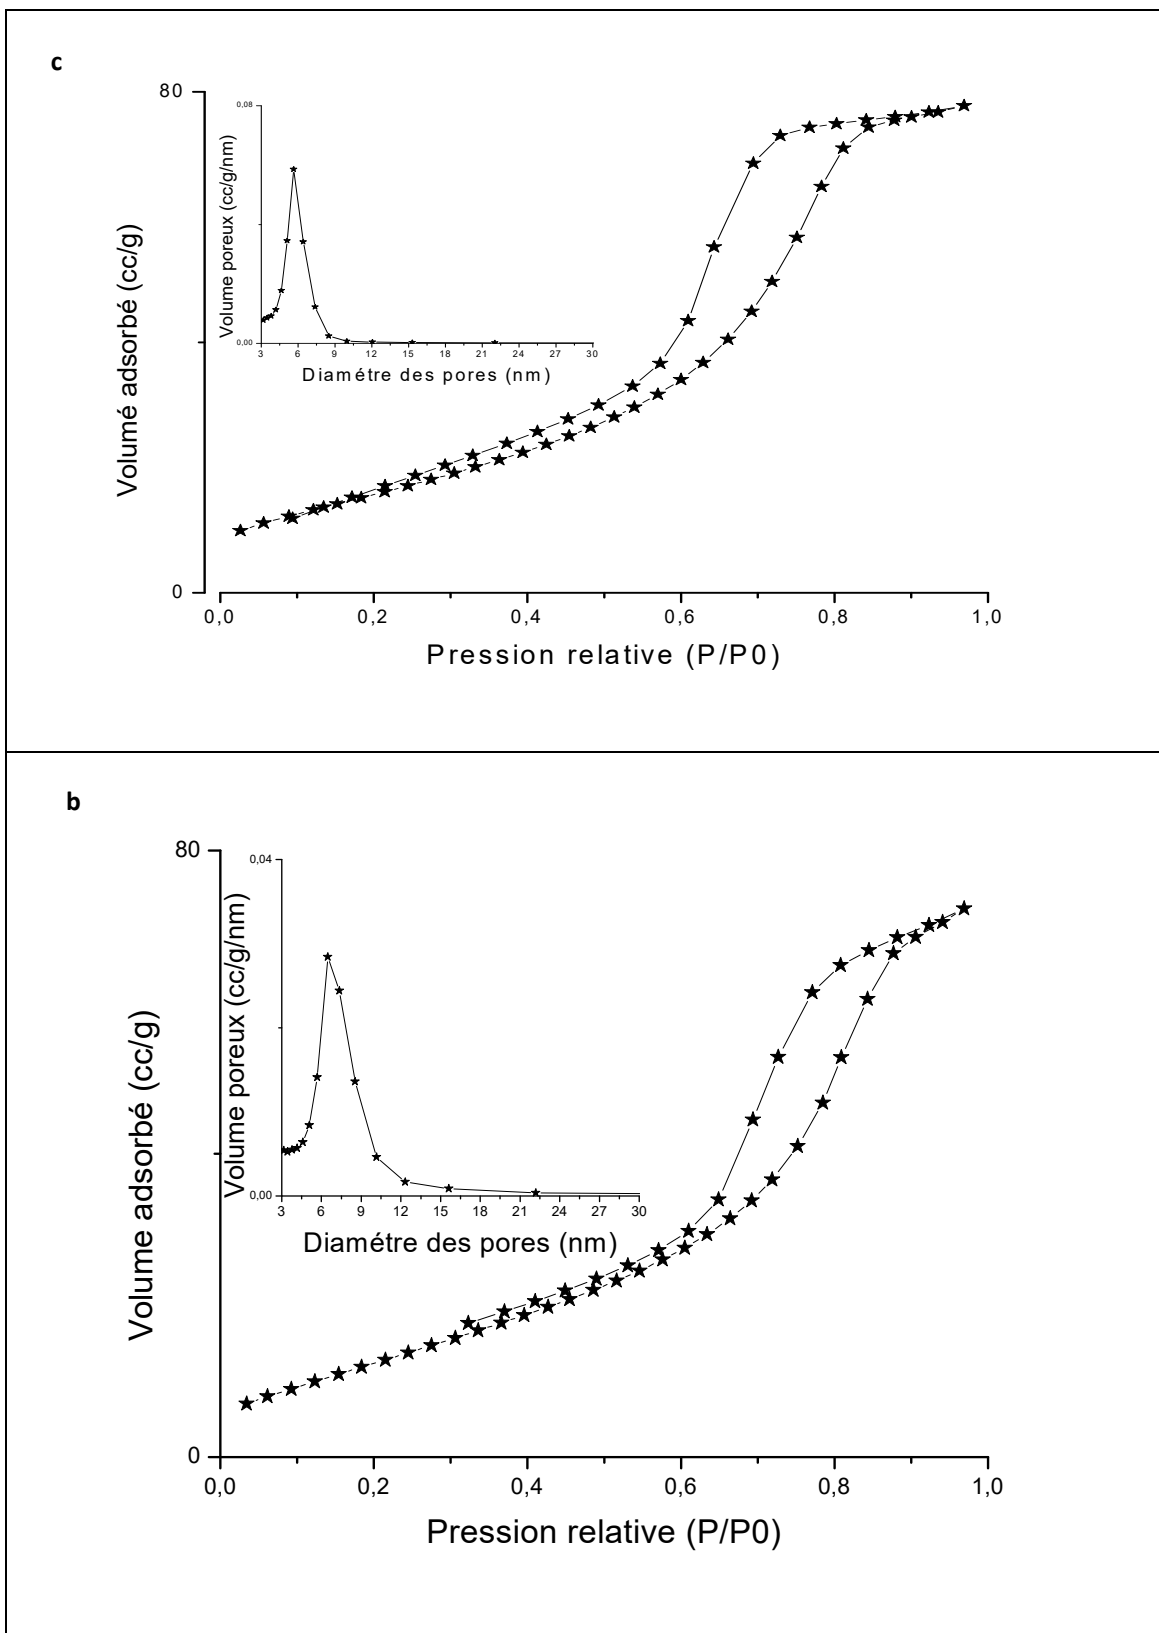 c
80
0
Volumé adsorbé (cc/g)
0,0 0,2 0,4 0,6 0,8 1,0
Pression relative (P/P0)
0,08
0,00
Volume poreux (cc/g/nm)
3 6 9 12 15 18 21 24 27 30
Diamétre des pores (nm)
b
80
0
Volume adsorbé (cc/g)
0,0 0,2 0,4 0,6 0,8 1,0
Pression relative (P/P0)
0,04
0,00
Volume poreux (cc/g/nm)
3 6 9 12 15 18 21 24 27 30
Diamétre des pores (nm)